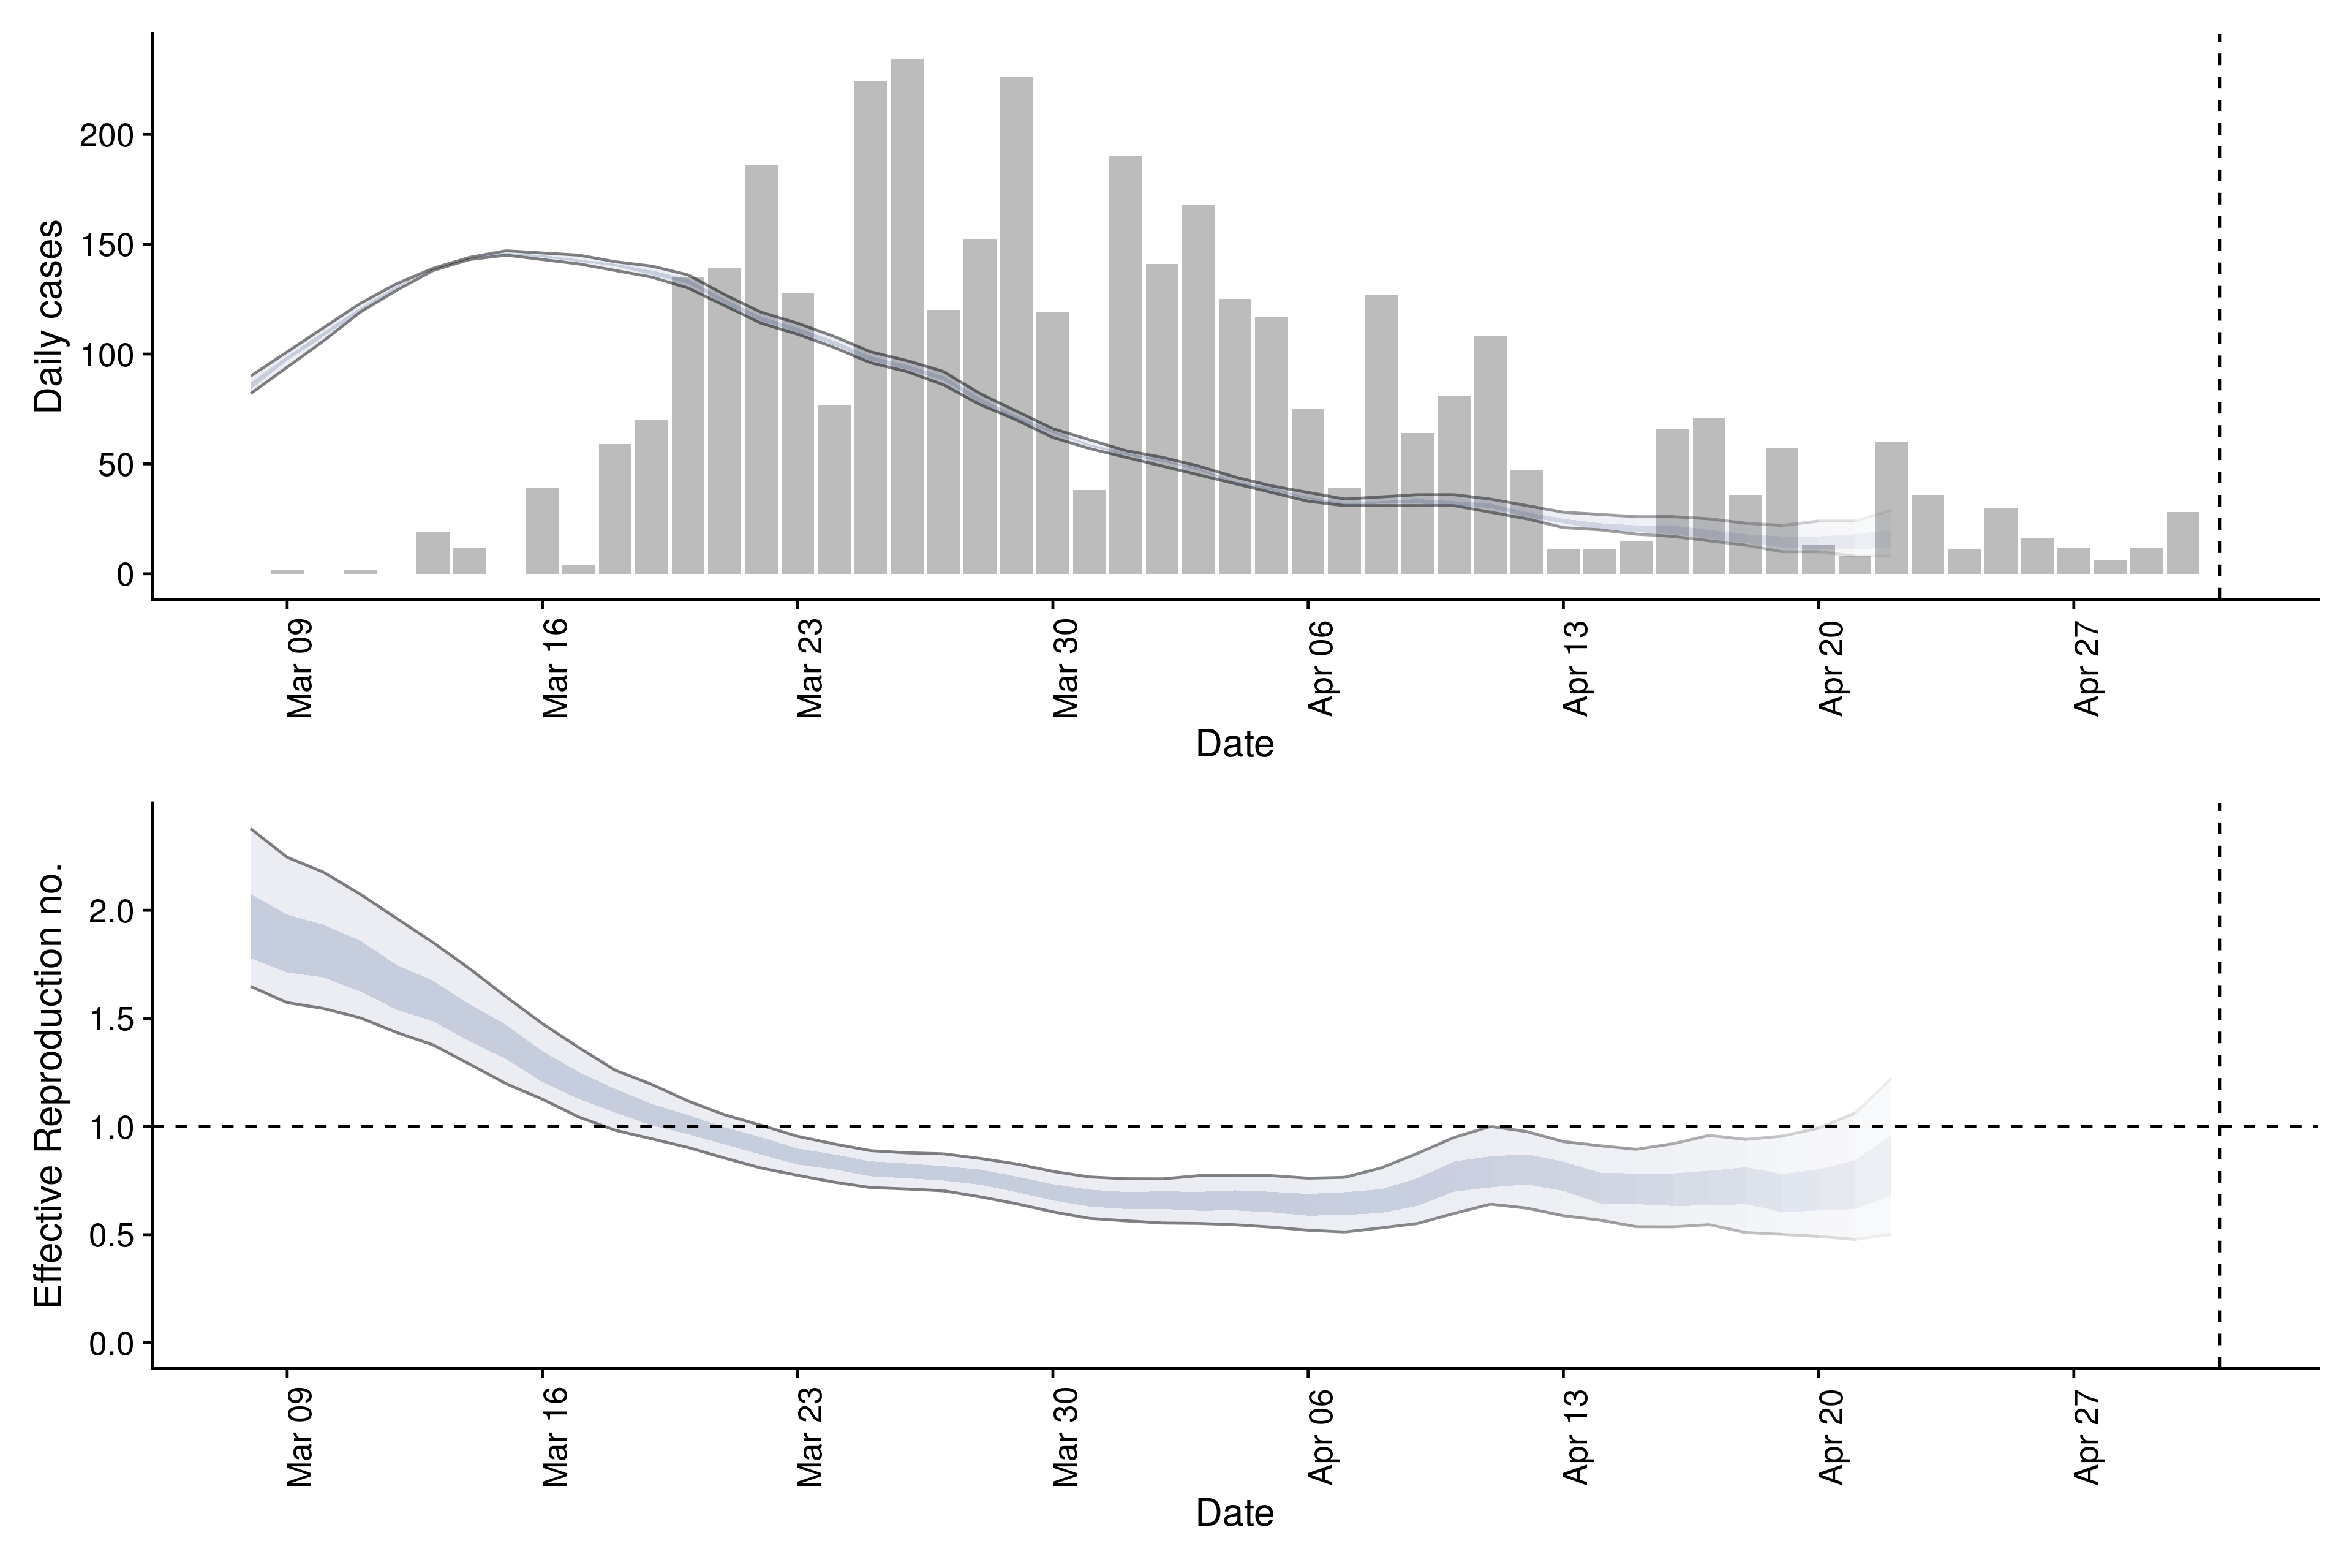 Daily cases
200
150
100
50
0
Mar 09
Mar 16
Mar 23
Mar 30
Apr 06
Apr 13
Apr 20
Apr 27
Date
Effective Reproduction no.
2.0
1.5
1.0
0.5
0.0
Mar 09
Mar 16
Mar 23
Mar 30
Apr 06
Apr 13
Apr 20
Apr 27
Date